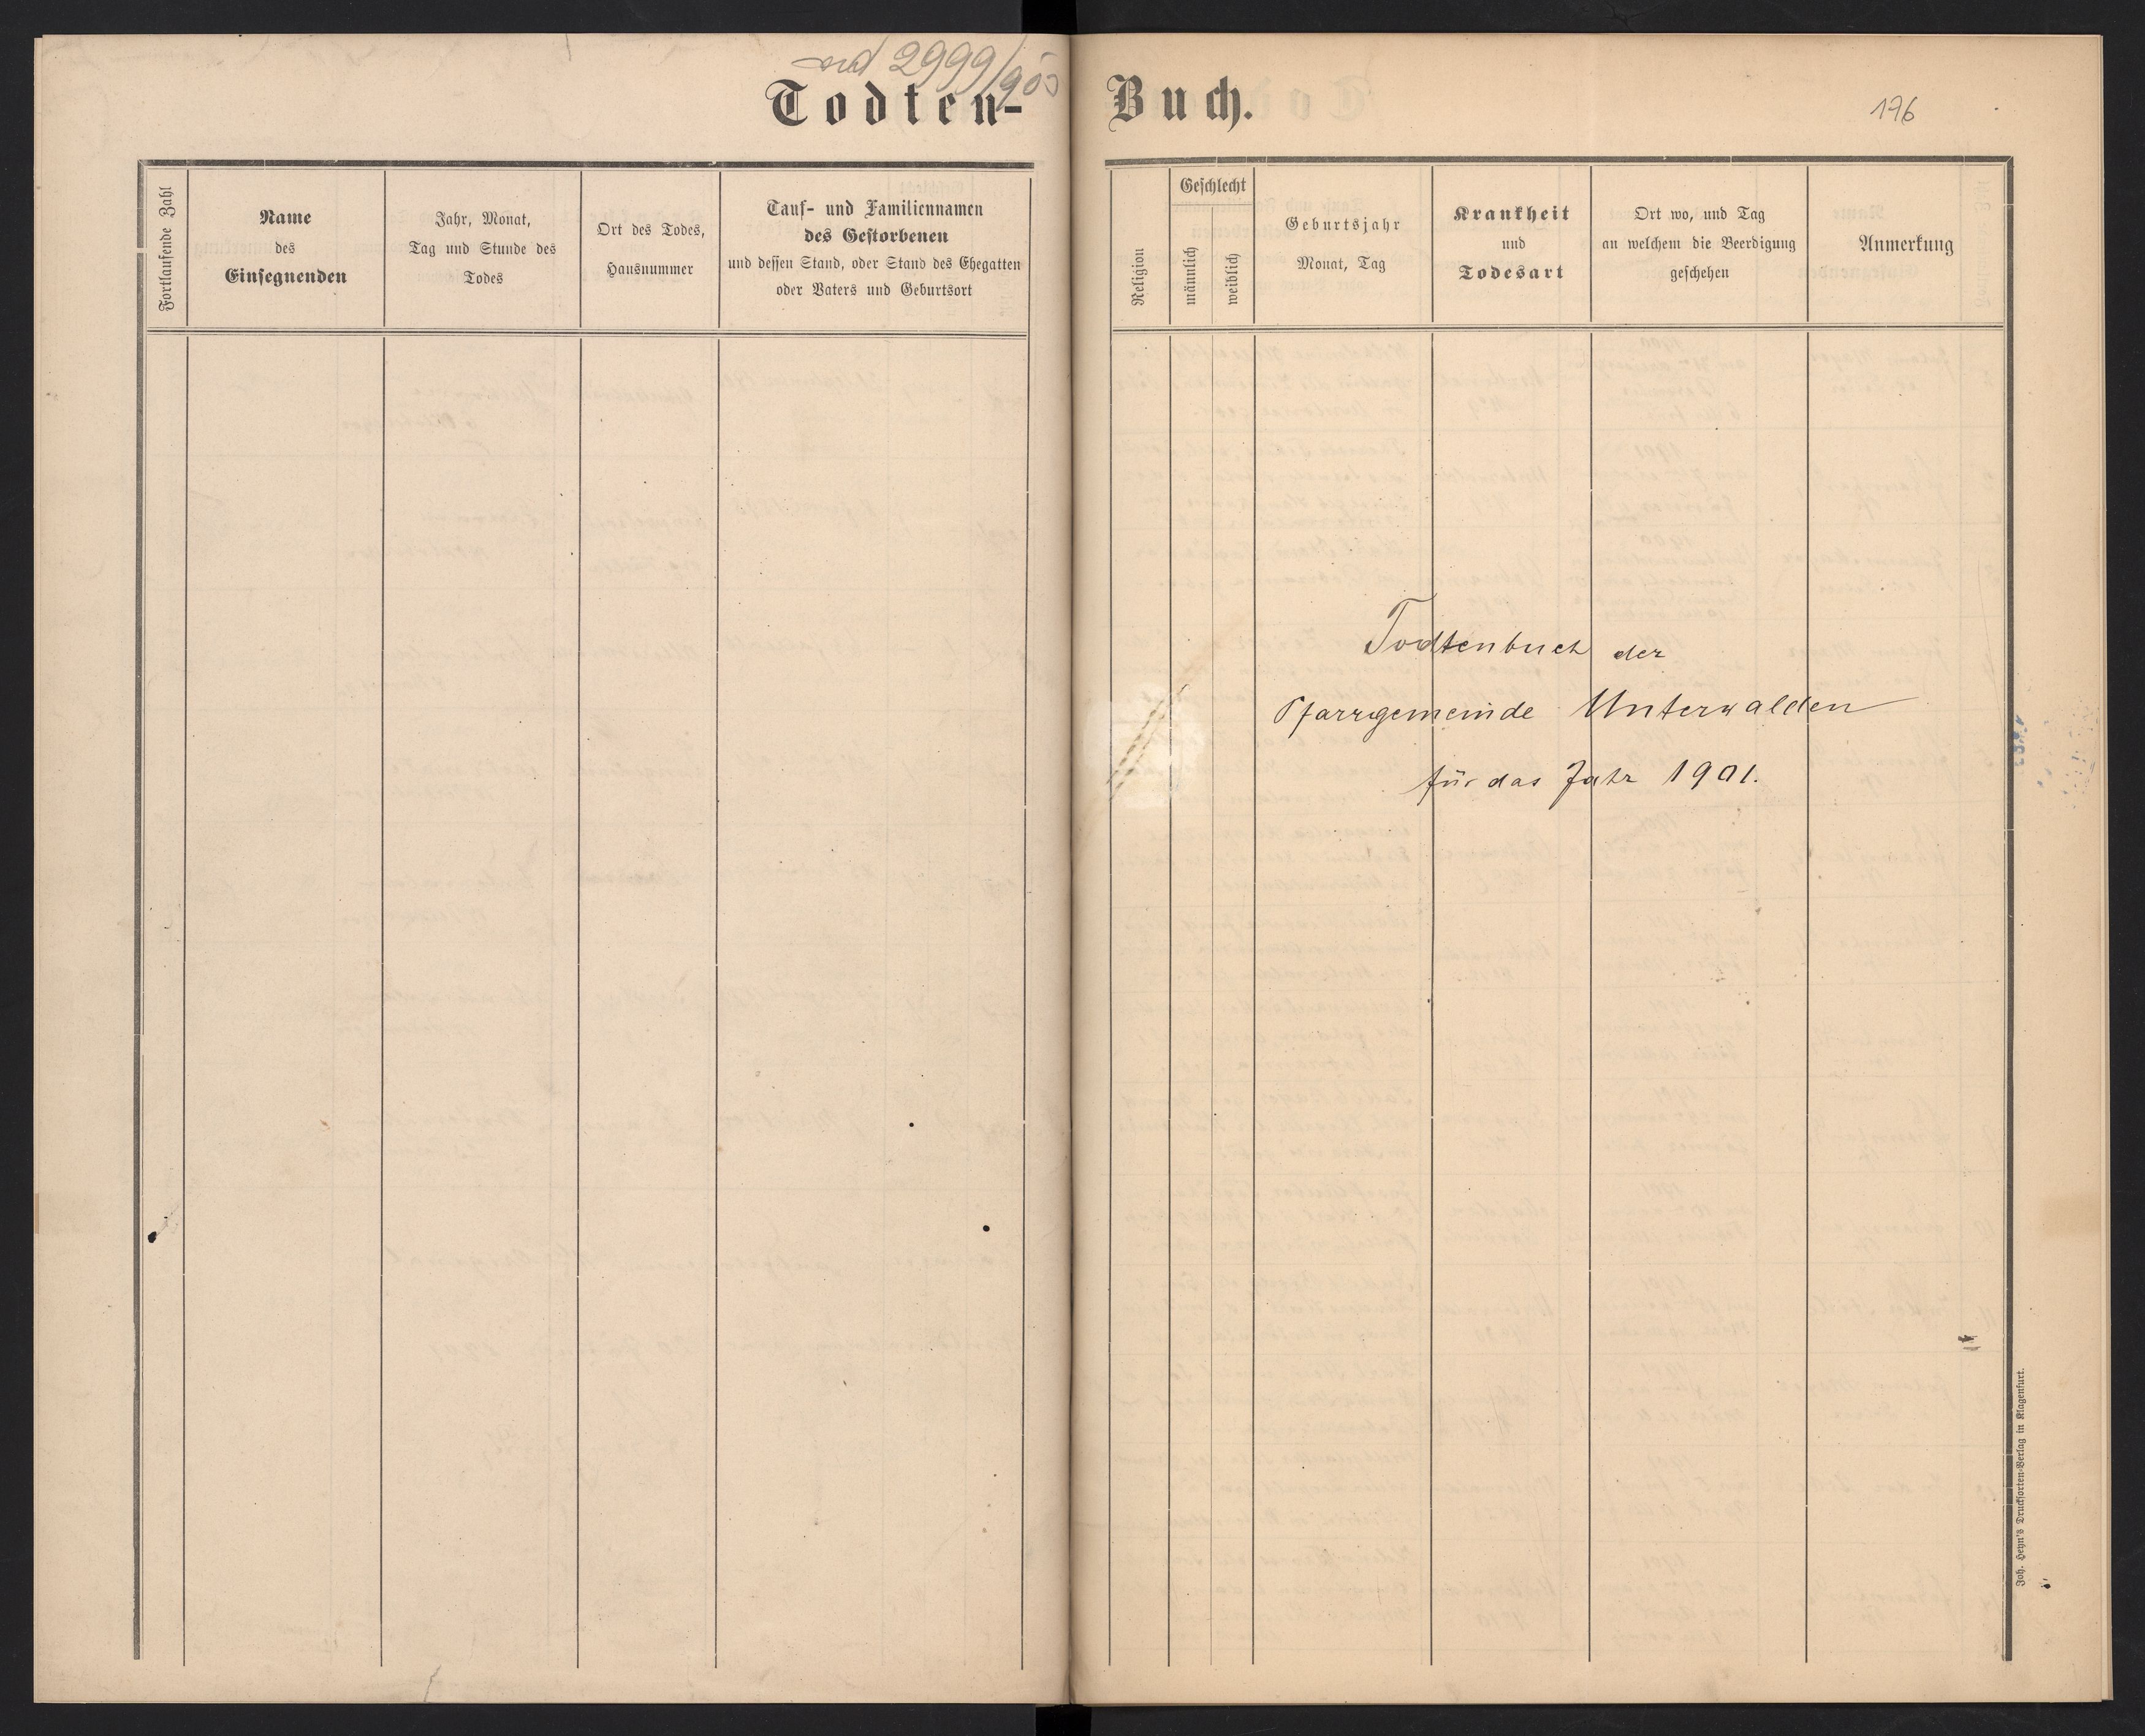 ad 2999/905
Todten-Buch.
176
Fortlaufende Zahl
Name
des
Einsegnenden
Jahr, Monat,
Tag und Stunde des
Todes
Ort des Todes,
Hausnummer
Tauf- und Familiennamen
des Gestorbenen
und dessen Stand, oder Stand des Ehegatten
oder Vaters und Geburtsort
Religion
Geschlecht
männlich
weiblich
Geburtsjahr
Monat, Tag
Krankheit
und
Todesart
Ort wo, und Tag
an welchem die Beerdigung
geschehen
Anmerkung
Todtenbuch der
Pfarrgemeinde Unterwalden
für das Jahr 1901.
Joh. Heyn's Drucksorten-Verlag in Klagenfurt.